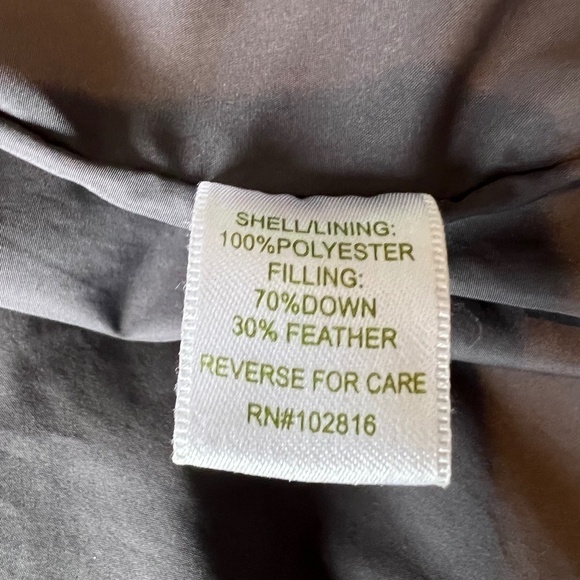 SHELL/LINING:
100%POLYESTER
FILLING:
70%DOWN
30% FEATHER
REVERSE FOR CARE
RN#102816